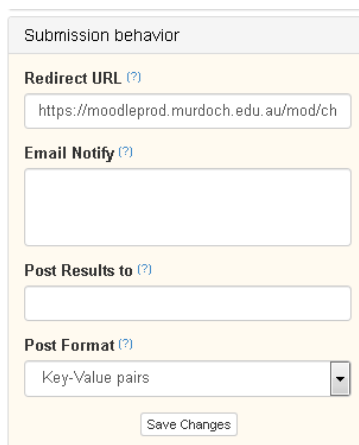 Submission behavior
Redirect URL (?)
https://moodleprod.murdoch.edu.au/mod/ch
Email Notify (?)
Post Results to (?)
Post Format (?)
Key-Value pairs
Save Changes